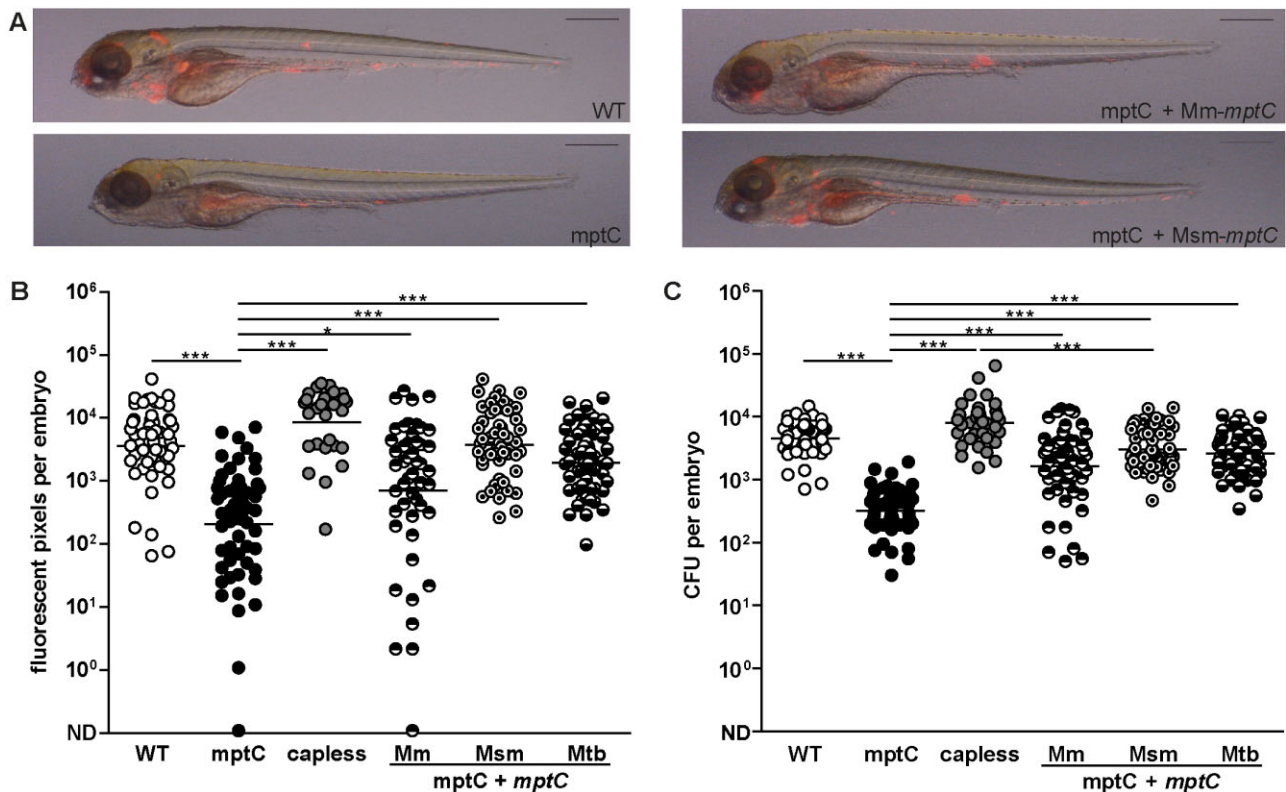 A
WT
mptC + Mm-mptC
mptC
mptC + Msm-mptC
B
fluorescent pixels per embryo
10⁶
10⁵
10⁴
10³
10²
10¹
10⁰
ND
***
***
*
***
***
WT mptC capless Mm Msm Mtb
mptC + mptC
C
CFU per embryo
10⁶
10⁵
10⁴
10³
10²
10¹
10⁰
ND
***
***
***
*** *** ***
WT mptC capless Mm Msm Mtb
mptC + mptC